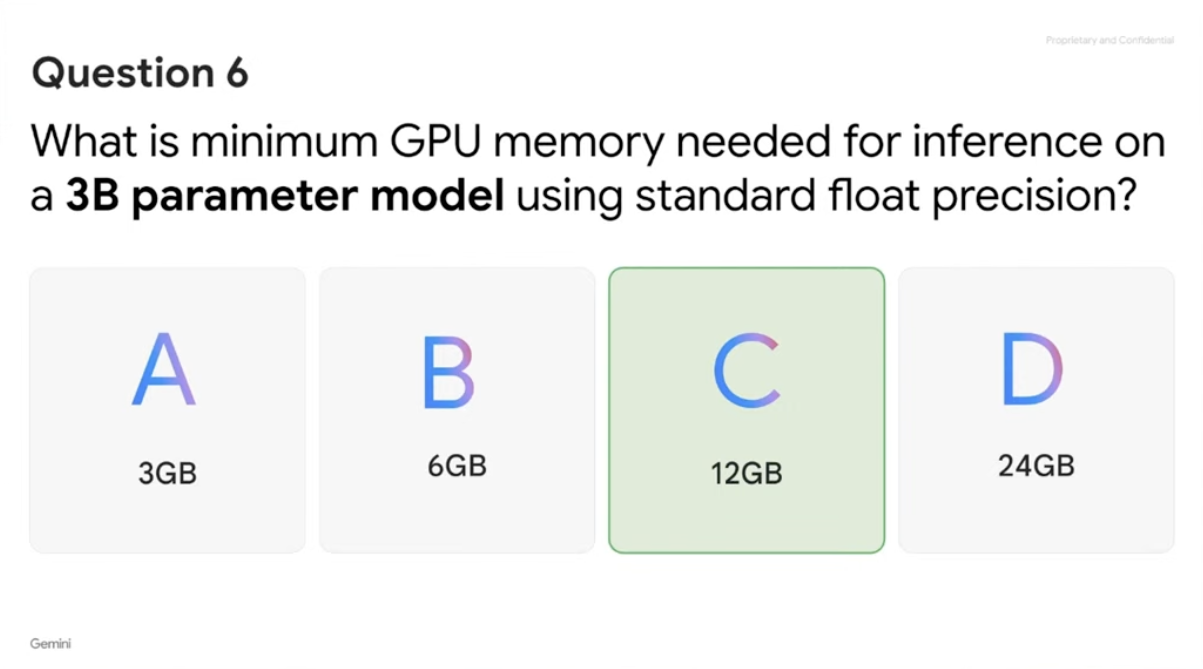 Proprietary and Confidential
Question 6
What is minimum GPU memory needed for inference on
a 3B parameter model using standard float precision?
A
3GB
B
6GB
C
12GB
D
24GB
Gemini